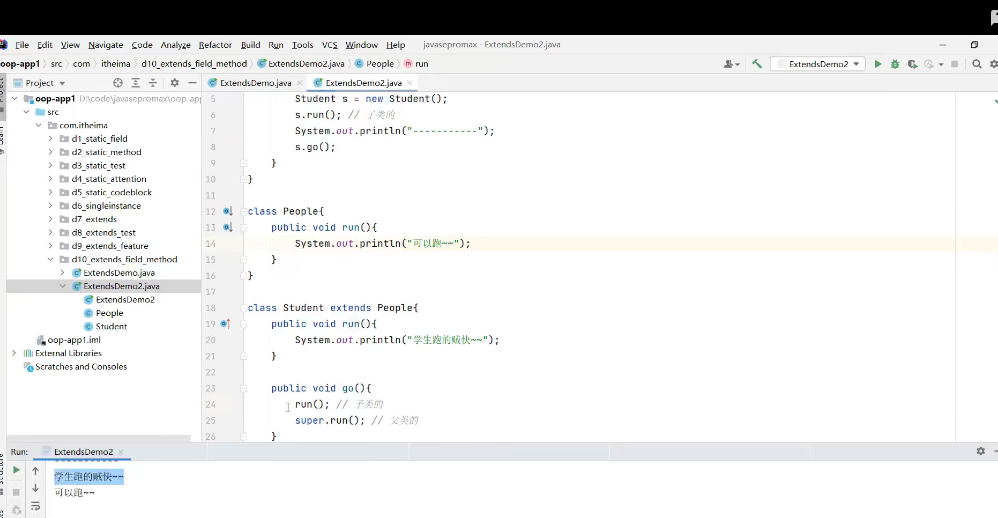 File Edit View Navigate Code Analyze Refactor Build Run Tools VCS Window Help javasepromax - ExtendsDemo2.java
oop-app1 src com itheima d10_extends_field_method ExtendsDemo2.java People run ExtendsDemo2
Project ExtendsDemo.java ExtendsDemo2.java
oop-app1 D:\code\javasepromax\oop-app
src
com.itheima
d1_static_field
d2_static_method
d3_static_test
d4_static_attention
d5_static_codeblock
d6_singleinstance
d7_extends
d8_extends_test
d9_extends_feature
d10_extends_field_method
ExtendsDemo.java
ExtendsDemo2.java
ExtendsDemo2
People
Student
oop-app1.iml
External Libraries
Scratches and Consoles
5 Student s = new Student();
6 s.run(); // 子类的
7 System.out.println("-----------");
8 s.go();
9 }
10 }
11
12 class People{
13 public void run(){
14 System.out.println("可以跑~~");
15 }
16 }
17
18 class Student extends People{
19 public void run(){
20 System.out.println("学生跑的贼快~~");
21 }
22
23 public void go(){
24 run(); // 子类的
25 super.run(); // 父类的
26 }
Run: ExtendsDemo2
学生跑的贼快~~
可以跑~~